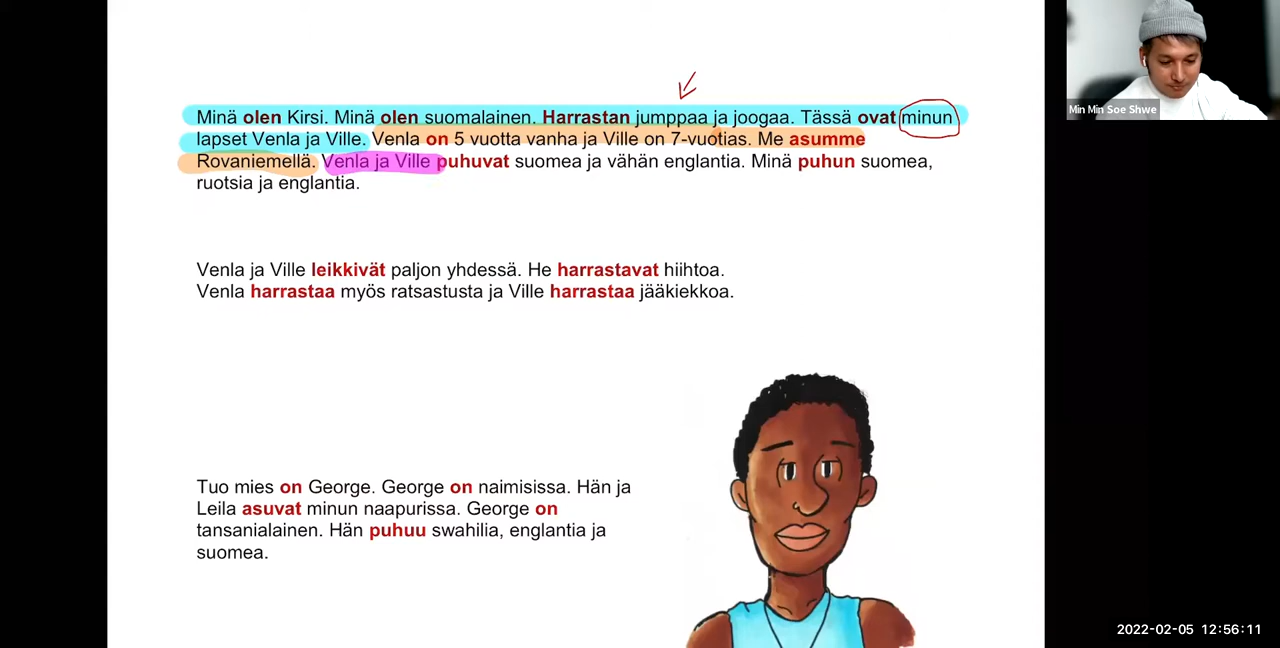 Minä olen Kirsi. Minä olen suomalainen. Harrastan jumppaa ja joogaa. Tässä ovat minun
lapset Venla ja Ville. Venla on 5 vuotta vanha ja Ville on 7-vuotias. Me asumme
Rovaniemellä. Venla ja Ville puhuvat suomea ja vähän englantia. Minä puhun suomea,
ruotsia ja englantia.
Venla ja Ville leikkivät paljon yhdessä. He harrastavat hiihtoa.
Venla harrastaa myös ratsastusta ja Ville harrastaa jääkiekkoa.
Tuo mies on George. George on naimisissa. Hän ja
Leila asuvat minun naapurissa. George on
tansanialainen. Hän puhuu swahilia, englantia ja
suomea.
Min Min Soe Shwe
2022-02-05 12:56:11